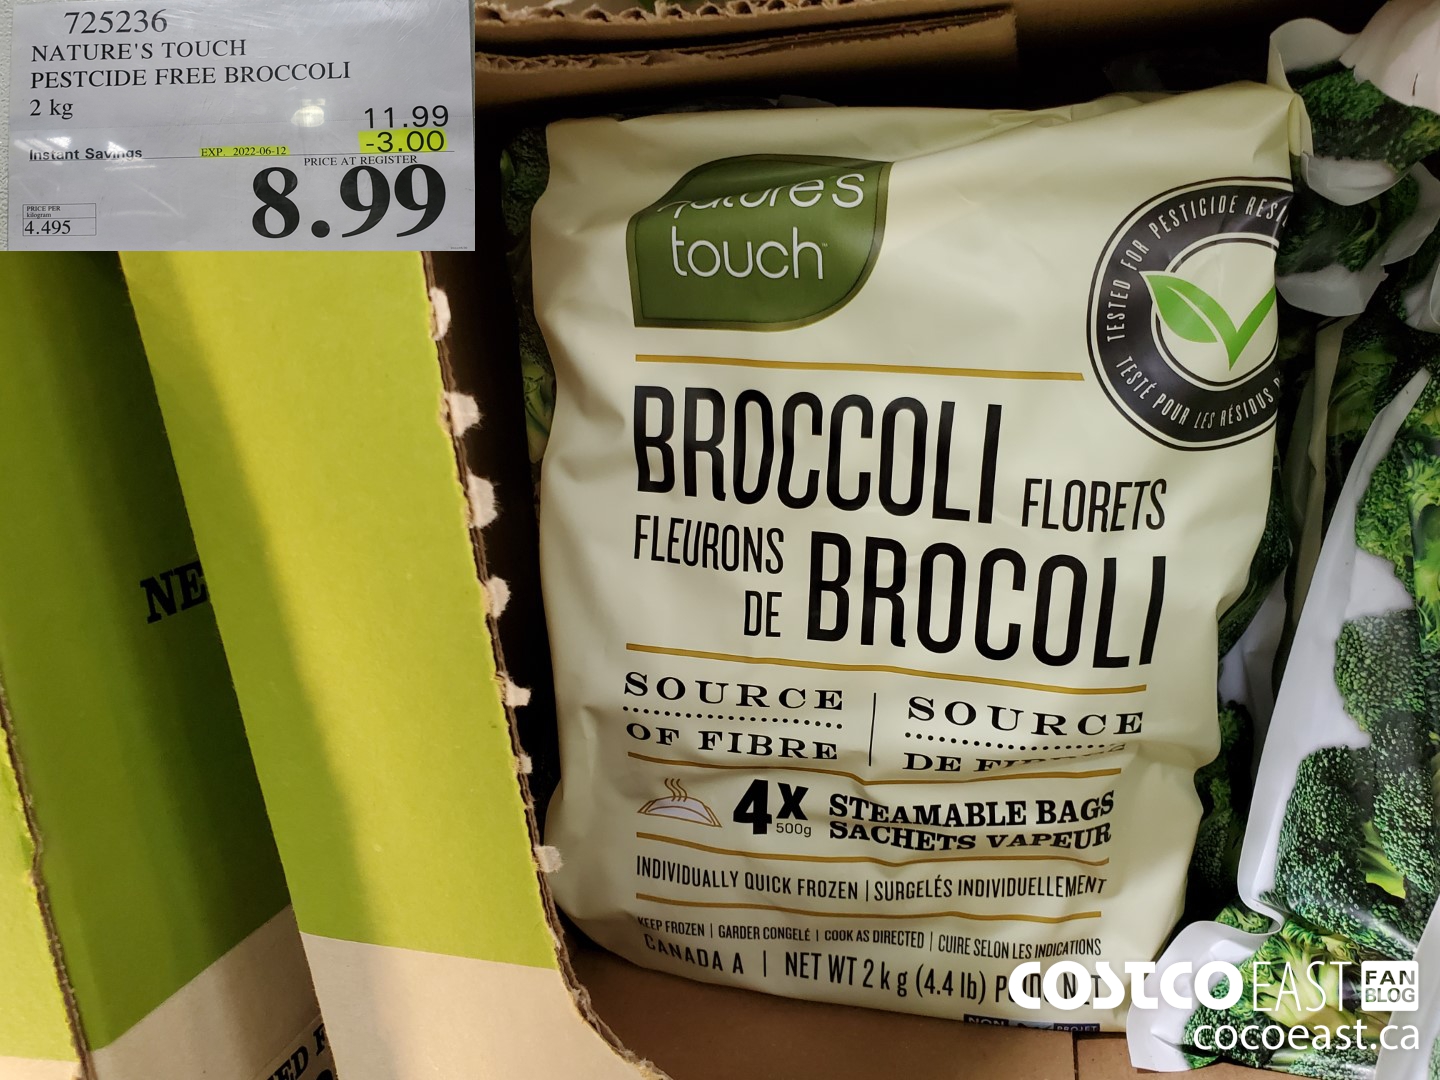 725236
NATURE'S TOUCH
PESTCIDE FREE BROCCOLI
2 kg
11.99
-3.00
Instant Savings
EXP. 2022-06-12
PRICE AT REGISTER
8.99
PRICE PER
kilogram
4.495
nature's
touch
TESTED FOR PESTICIDE
TESTÉ POUR LES RÉSIDUS
BROCCOLI FLORETS
FLEURONS
DE BROCOLI
SOURCE
OF FIBRE
SOURCE
DE
4X
500g
STEAMABLE BAGS
SACHETS VAPEUR
INDIVIDUALLY QUICK FROZEN | SURGELÉS INDIVIDUELLEMENT
KEEP FROZEN | GARDER CONGELÉ | COOK AS DIRECTED | CUIRE SELON LES INDICATIONS
CANADA A | NET WT 2 kg (4.4 lb)
PROJET
COSTCO EAST FAN
BLOG
cocoeast.ca